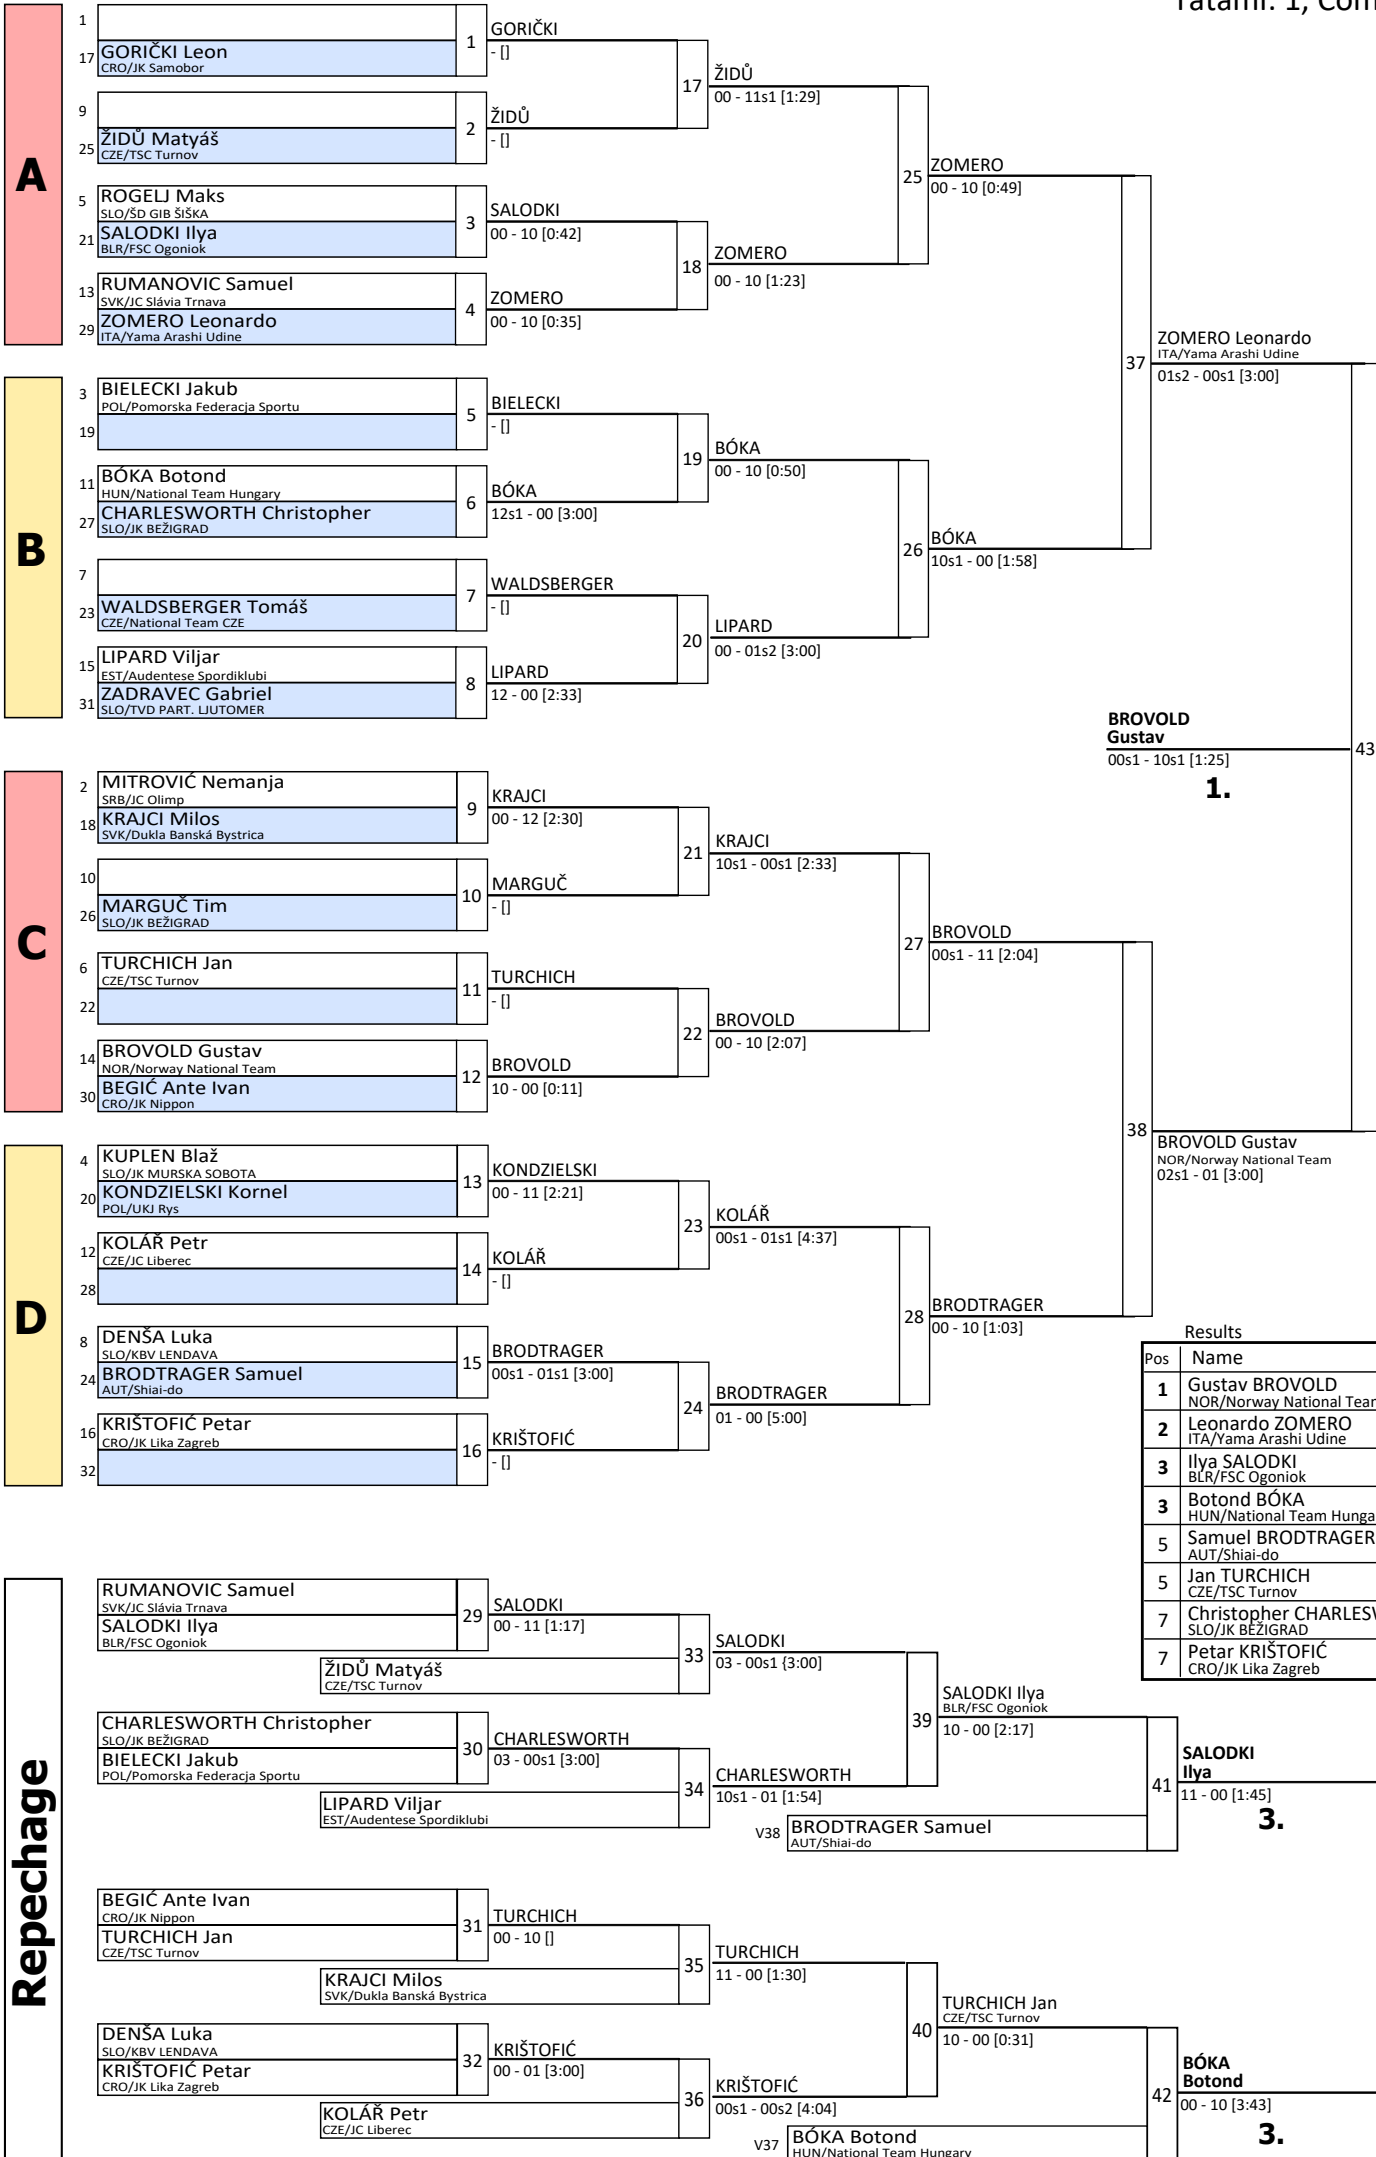 Tatami: 1, Com
A
1
17
GORIČKI Leon
CRO/JK Samobor
1
GORIČKI
- []
9
25
ŽIDŮ Matyáš
CZE/TSC Turnov
2
ŽIDŮ
- []
17
ŽIDŮ
00 - 11s1 [1:29]
5
ROGELJ Maks
SLO/ŠD GIB ŠIŠKA
21
SALODKI Ilya
BLR/FSC Ogoniok
3
SALODKI
00 - 10 [0:42]
13
RUMANOVIC Samuel
SVK/JC Slávia Trnava
29
ZOMERO Leonardo
ITA/Yama Arashi Udine
4
ZOMERO
00 - 10 [0:35]
18
ZOMERO
00 - 10 [1:23]
25
ZOMERO
00 - 10 [0:49]
B
3
BIELECKI Jakub
POL/Pomorska Federacja Sportu
19
5
BIELECKI
- []
11
BÓKA Botond
HUN/National Team Hungary
27
CHARLESWORTH Christopher
SLO/JK BEŽIGRAD
6
BÓKA
12s1 - 00 [3:00]
19
BÓKA
00 - 10 [0:50]
7
23
WALDSBERGER Tomáš
CZE/National Team CZE
7
WALDSBERGER
- []
15
LIPARD Viljar
EST/Audentese Spordiklubi
31
ZADRAVEC Gabriel
SLO/TVD PART. LJUTOMER
8
LIPARD
12 - 00 [2:33]
20
LIPARD
00 - 01s2 [3:00]
26
BÓKA
10s1 - 00 [1:58]
37
ZOMERO Leonardo
ITA/Yama Arashi Udine
01s2 - 00s1 [3:00]
BROVOLD
Gustav
00s1 - 10s1 [1:25]
1.
43
C
2
MITROVIĆ Nemanja
SRB/JC Olimp
18
KRAJCI Milos
SVK/Dukla Banská Bystrica
9
KRAJCI
00 - 12 [2:30]
10
26
MARGUČ Tim
SLO/JK BEŽIGRAD
10
MARGUČ
- []
21
KRAJCI
10s1 - 00s1 [2:33]
6
TURCHICH Jan
CZE/TSC Turnov
22
11
TURCHICH
- []
14
BROVOLD Gustav
NOR/Norway National Team
30
BEGIĆ Ante Ivan
CRO/JK Nippon
12
BROVOLD
10 - 00 [0:11]
22
BROVOLD
00 - 10 [2:07]
27
BROVOLD
00s1 - 11 [2:04]
D
4
KUPLEN Blaž
SLO/JK MURSKA SOBOTA
20
KONDZIELSKI Kornel
POL/UKJ Rys
13
KONDZIELSKI
00 - 11 [2:21]
12
KOLÁŘ Petr
CZE/JC Liberec
28
14
KOLÁŘ
- []
23
KOLÁŘ
00s1 - 01s1 [4:37]
8
DENŠA Luka
SLO/KBV LENDAVA
24
BRODTRAGER Samuel
AUT/Shiai-do
15
BRODTRAGER
00s1 - 01s1 [3:00]
16
KRIŠTOFIĆ Petar
CRO/JK Lika Zagreb
32
16
KRIŠTOFIĆ
- []
24
BRODTRAGER
01 - 00 [5:00]
28
BRODTRAGER
00 - 10 [1:03]
38
BROVOLD Gustav
NOR/Norway National Team
02s1 - 01 [3:00]
Results
Pos Name
1 Gustav BROVOLD
NOR/Norway National Team
2 Leonardo ZOMERO
ITA/Yama Arashi Udine
3 Ilya SALODKI
BLR/FSC Ogoniok
3 Botond BÓKA
HUN/National Team Hunga
5 Samuel BRODTRAGER
AUT/Shiai-do
5 Jan TURCHICH
CZE/TSC Turnov
7 Christopher CHARLESW
SLO/JK BEŽIGRAD
7 Petar KRIŠTOFIĆ
CRO/JK Lika Zagreb
Repechage
RUMANOVIC Samuel
SVK/JC Slávia Trnava
SALODKI Ilya
BLR/FSC Ogoniok
29
SALODKI
00 - 11 [1:17]
ŽIDŮ Matyáš
CZE/TSC Turnov
33
SALODKI
03 - 00s1 {3:00]
CHARLESWORTH Christopher
SLO/JK BEŽIGRAD
BIELECKI Jakub
POL/Pomorska Federacja Sportu
30
CHARLESWORTH
03 - 00s1 [3:00]
LIPARD Viljar
EST/Audentese Spordiklubi
34
CHARLESWORTH
10s1 - 01 [1:54]
39
SALODKI Ilya
BLR/FSC Ogoniok
10 - 00 [2:17]
V38
BRODTRAGER Samuel
AUT/Shiai-do
41
SALODKI
Ilya
11 - 00 [1:45]
3.
BEGIĆ Ante Ivan
CRO/JK Nippon
TURCHICH Jan
CZE/TSC Turnov
31
TURCHICH
00 - 10 []
KRAJCI Milos
SVK/Dukla Banská Bystrica
35
TURCHICH
11 - 00 [1:30]
DENŠA Luka
SLO/KBV LENDAVA
KRIŠTOFIĆ Petar
CRO/JK Lika Zagreb
32
KRIŠTOFIĆ
00 - 01 [3:00]
KOLÁŘ Petr
CZE/JC Liberec
36
KRIŠTOFIĆ
00s1 - 00s2 [4:04]
40
TURCHICH Jan
CZE/TSC Turnov
10 - 00 [0:31]
V37
BÓKA Botond
HUN/National Team Hungary
42
BÓKA
Botond
00 - 10 [3:43]
3.